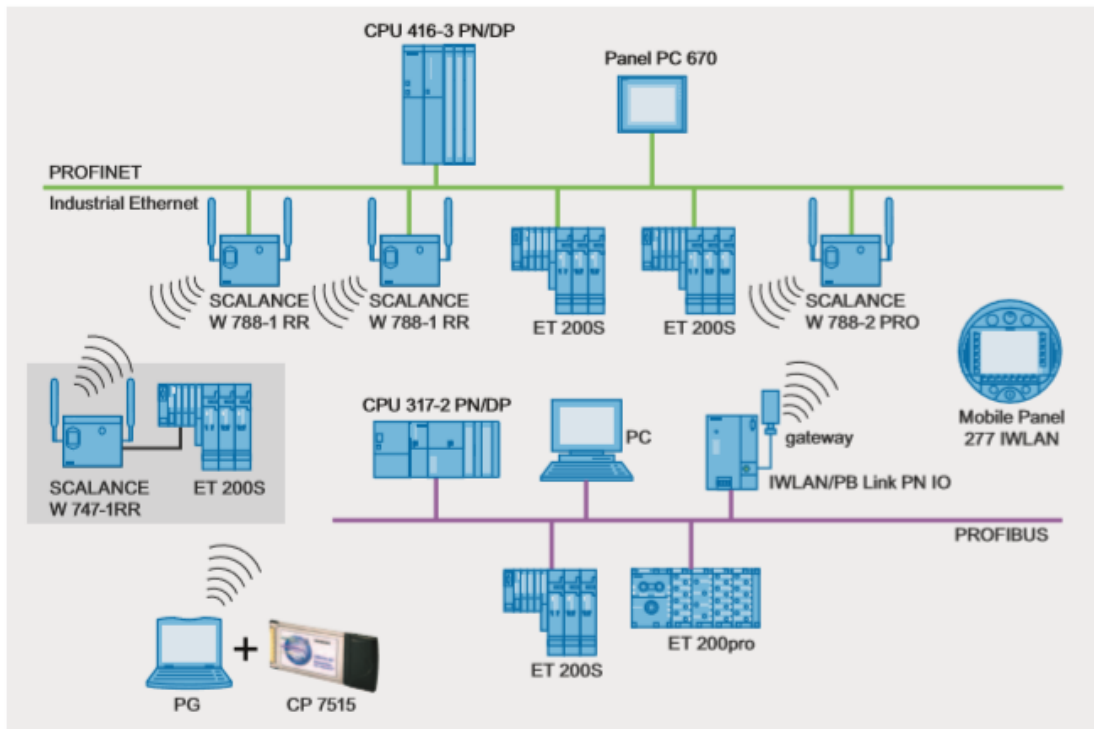 CPU 416-3 PN/DP
Panel PC 670
PROFINET
Industrial Ethernet
SCALANCE
W 788-1 RR
SCALANCE
W 788-1 RR
ET 200S
ET 200S
SCALANCE
W 788-2 PRO
Mobile Panel
277 IWLAN
SCALANCE
W 747-1RR
ET 200S
CPU 317-2 PN/DP
PC
gateway
IWLAN/PB Link PN IO
PROFIBUS
ET 200S
ET 200pro
PG
+
CP 7515